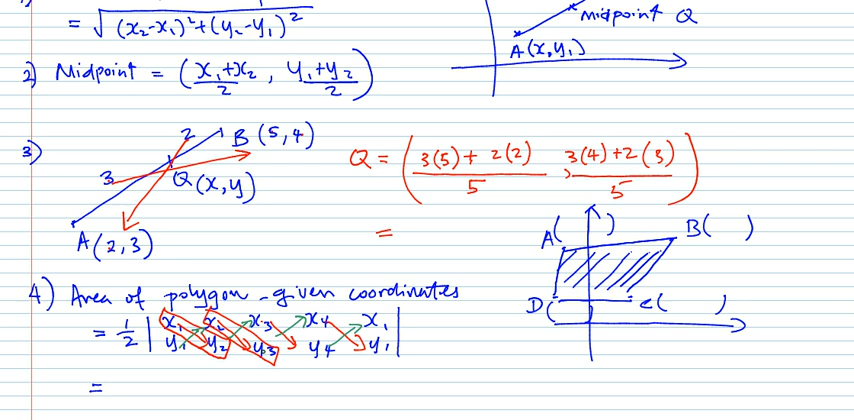 = √(x₂-x₁)²+(y₂-y₁)²
Midpoint Q
A(x,y₁)
2) Midpoint = (x₁+x₂/2 , y₁+y₂/2)
3)
2
B (5,4)
3
Q(x,y)
A(2,3)
Q = (3(5)+2(2)/5 , 3(4)+2(3)/5)
=
A( )
B( )
D(
C( )
4) Area of polygon - given coordinates
= 1/2 | x₁ x₂ x₃ x₄ x₁ |
y₁ y₂ y₃ y₄ y₁
=